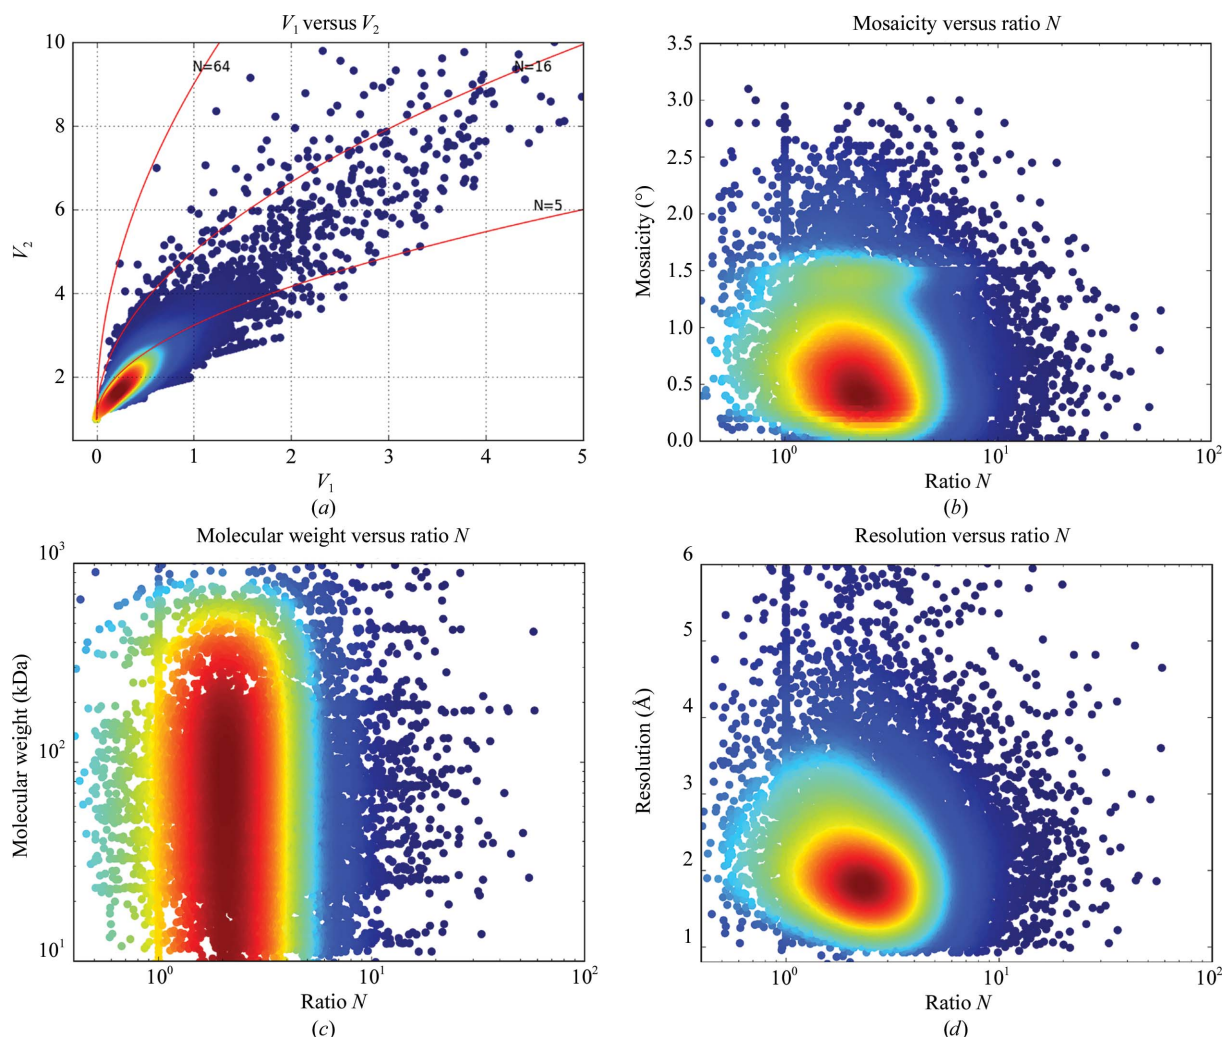 V1 versus V2
10
8
6
4
2
N=64
N=16
N=5
V2
0 1 2 3 4 5
V1
(a)
Mosaicity versus ratio N
3.5
3.0
2.5
2.0
1.5
1.0
0.5
0.0
Mosaicity (°)
10^0 10^1 10^2
Ratio N
(b)
Molecular weight versus ratio N
10^3
10^2
10^1
Molecular weight (kDa)
10^0 10^1 10^2
Ratio N
(c)
Resolution versus ratio N
6
5
4
3
2
1
Resolution (Å)
10^0 10^1 10^2
Ratio N
(d)